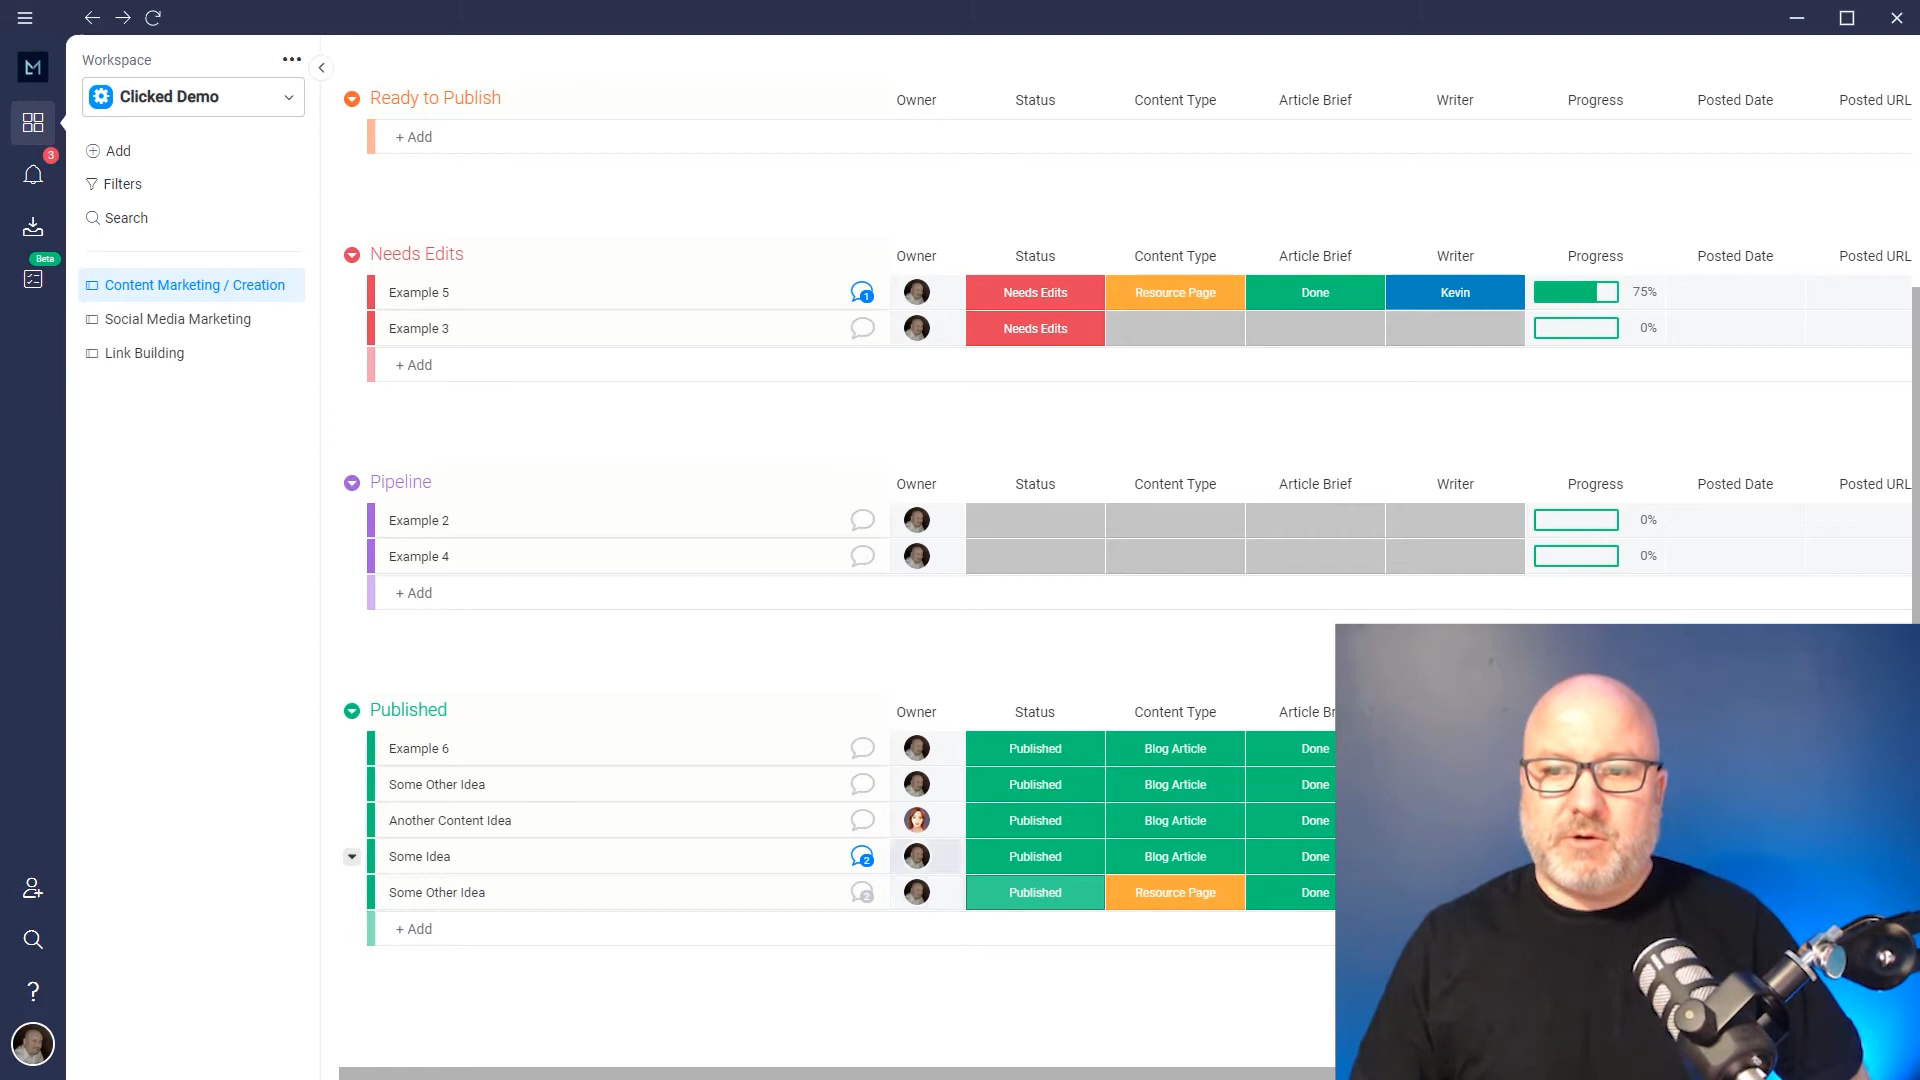 Workspace
Clicked Demo
Add
Filters
Search
3
Beta
Content Marketing / Creation
Social Media Marketing
Link Building
Ready to Publish Owner Status Content Type Article Brief Writer Progress Posted Date Posted URL
+ Add
Needs Edits Owner Status Content Type Article Brief Writer Progress Posted Date Posted URL
Example 5 1 Needs Edits Resource Page Done Kevin 75%
Example 3 Needs Edits 0%
+ Add
Pipeline Owner Status Content Type Article Brief Writer Progress Posted Date Posted URL
Example 2 0%
Example 4 0%
+ Add
Published Owner Status Content Type Article Br
Example 6 Published Blog Article Done
Some Other Idea Published Blog Article Done
Another Content Idea Published Blog Article Done
Some Idea 2 Published Blog Article Done
Some Other Idea 2 Published Resource Page Done
+ Add
?